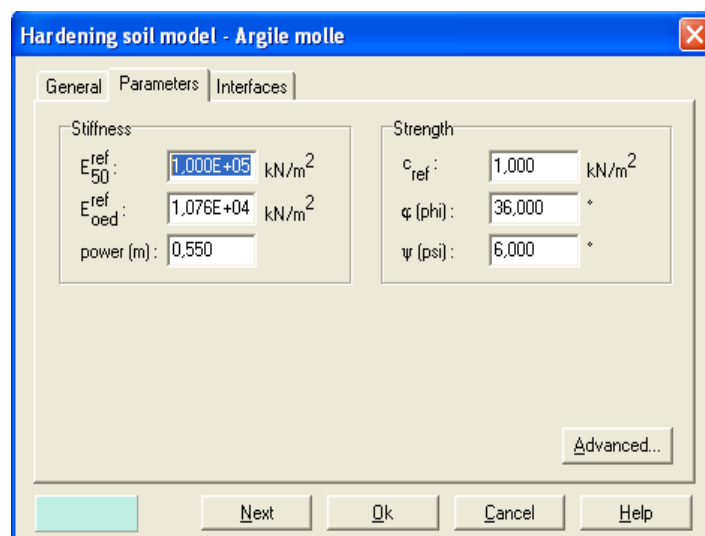 Hardening soil model - Argile molle
General Parameters Interfaces
Stiffness
E50ref : 1,000E+05 kN/m2
Eoedref : 1,076E+04 kN/m2
power (m) : 0,550
Strength
cref : 1,000 kN/m2
φ (phi) : 36,000 °
ψ (psi) : 6,000 °
Advanced...
Next Ok Cancel Help